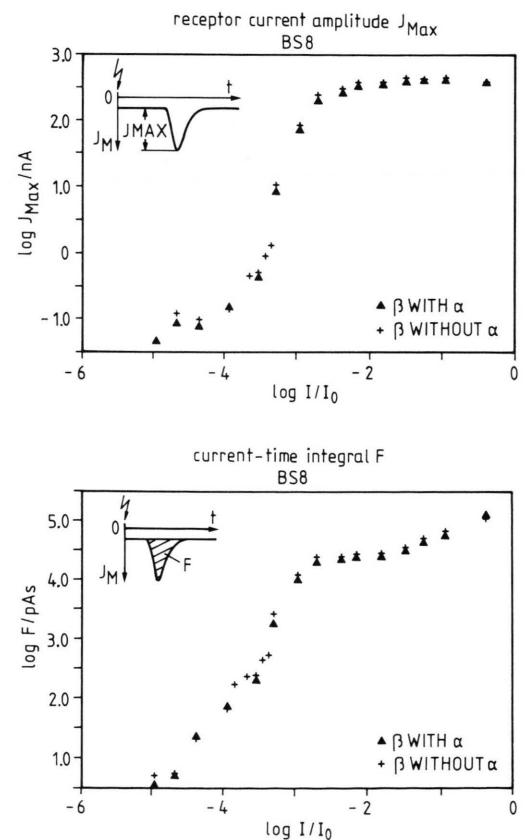 receptor current amplitude J_Max
BS8
log J_Max/nA
3.0
2.0
1.0
0
-1.0
0
t
J_M
JMAX
▲ β WITH α
+ β WITHOUT α
-6
-4
-2
0
log I/I_0
current-time integral F
BS8
log F/pAs
5.0
4.0
3.0
2.0
1.0
0
t
J_M
F
▲ β WITH α
+ β WITHOUT α
-6
-4
-2
0
log I/I_0